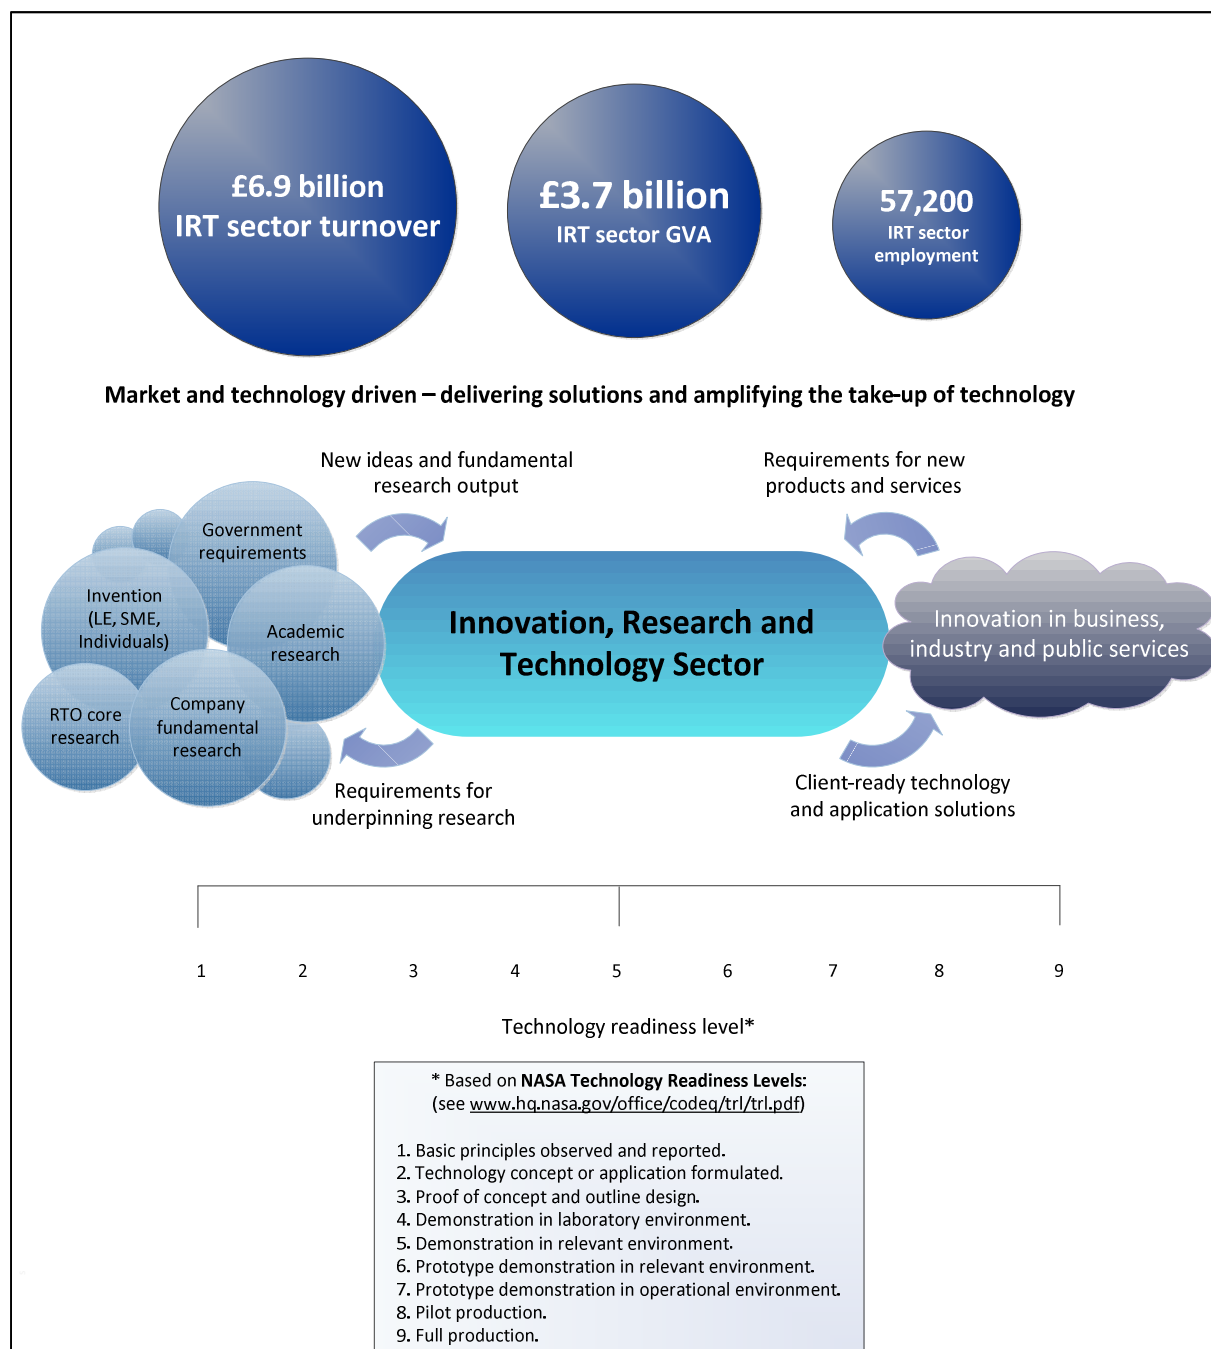 £6.9 billion
IRT sector turnover
£3.7 billion
IRT sector GVA
57,200
IRT sector
employment
Market and technology driven – delivering solutions and amplifying the take-up of technology
New ideas and fundamental
research output
Requirements for new
products and services
Government
requirements
Invention
(LE, SME,
Individuals)
Academic
research
RTO core
research
Company
fundamental
research
Innovation, Research and
Technology Sector
Innovation in business,
industry and public services
Requirements for
underpinning research
Client-ready technology
and application solutions
1 2 3 4 5 6 7 8 9
Technology readiness level*
* Based on NASA Technology Readiness Levels:
(see www.hq.nasa.gov/office/codeq/trl/trl.pdf)
1. Basic principles observed and reported.
2. Technology concept or application formulated.
3. Proof of concept and outline design.
4. Demonstration in laboratory environment.
5. Demonstration in relevant environment.
6. Prototype demonstration in relevant environment.
7. Prototype demonstration in operational environment.
8. Pilot production.
9. Full production.